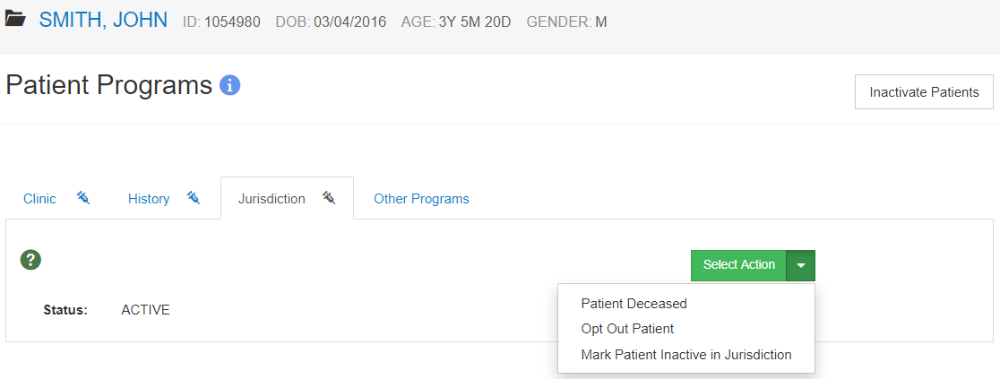 SMITH, JOHN ID: 1054980 DOB: 03/04/2016 AGE: 3Y 5M 20D GENDER: M
Patient Programs
Inactivate Patients
Clinic History Jurisdiction Other Programs
Select Action
Status: ACTIVE
Patient Deceased
Opt Out Patient
Mark Patient Inactive in Jurisdiction